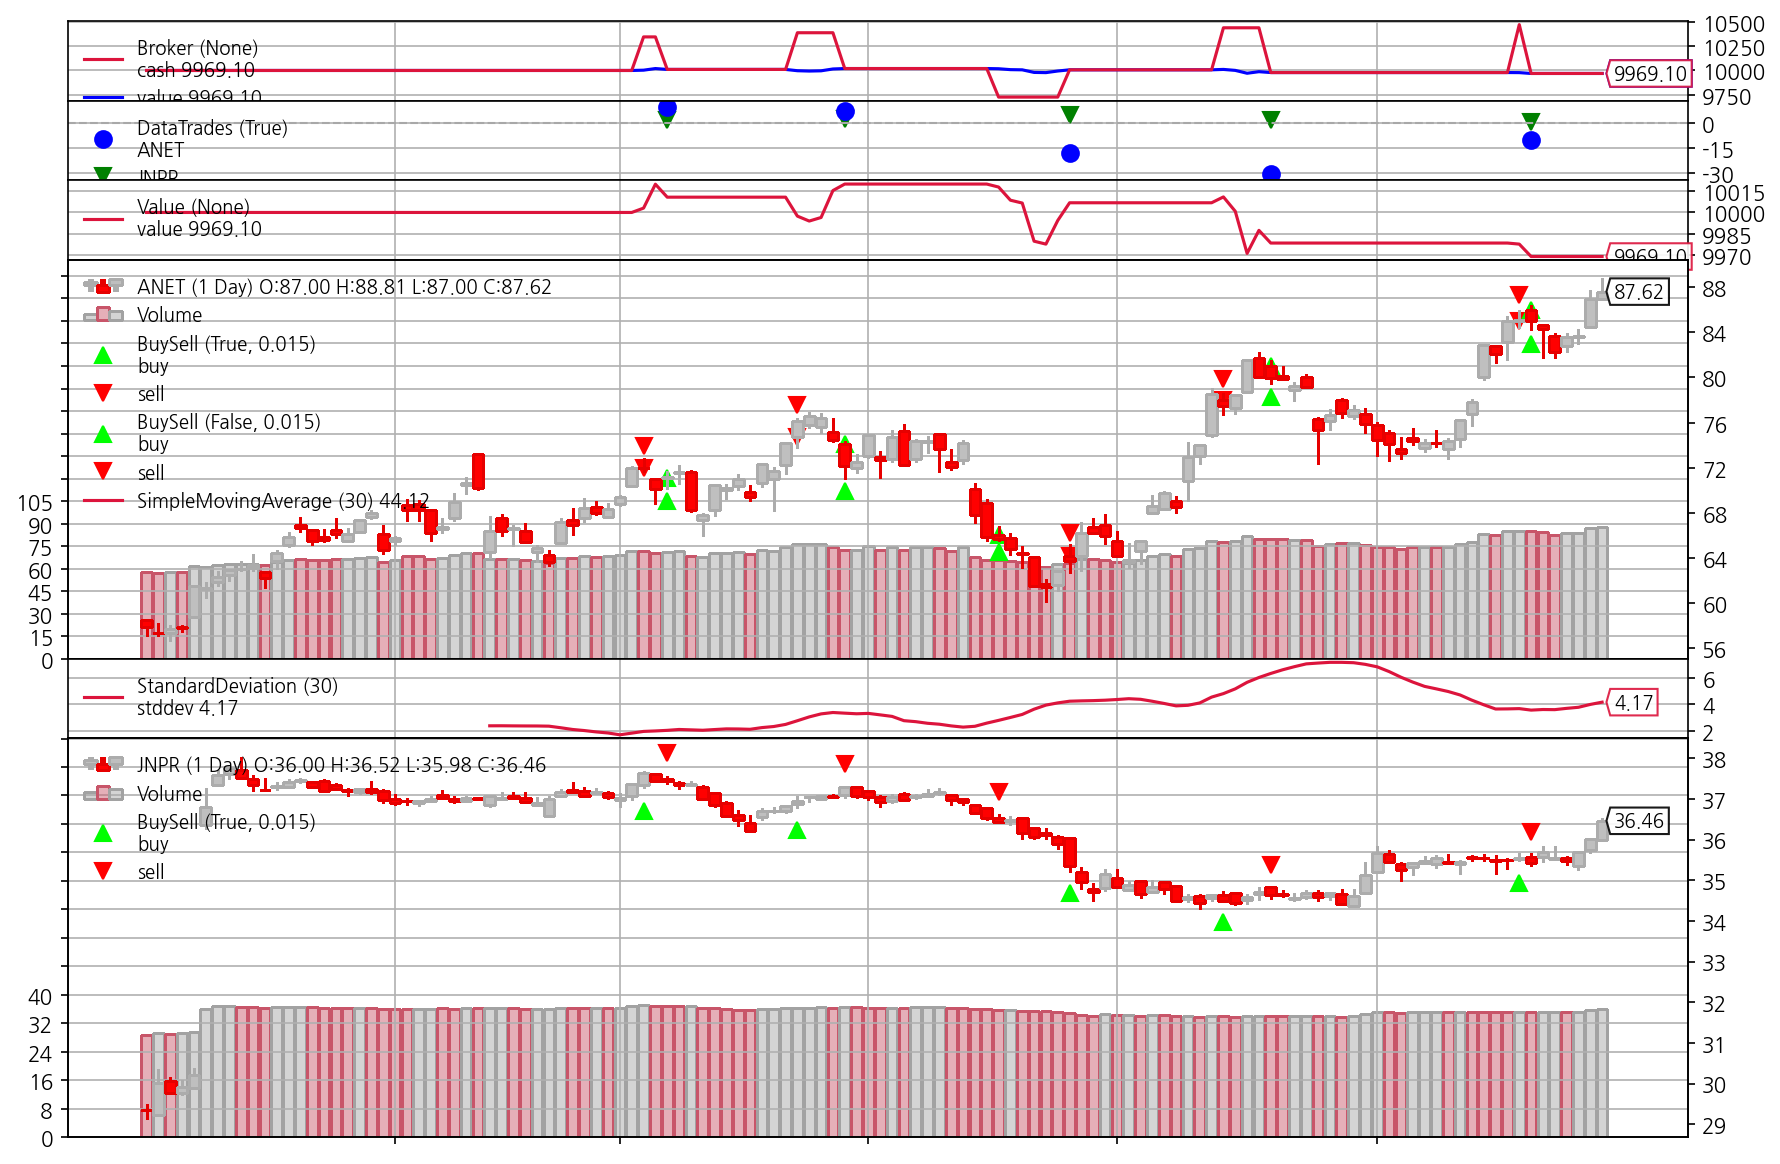 Broker (None)
cash 9969.10
value 9969.10
10500
10250
10000
9750
9969.10
DataTrades (True)
ANET
JNPR
0
-15
-30
Value (None)
value 9969.10
10015
10000
9985
9970
9969.10
ANET (1 Day) O:87.00 H:88.81 L:87.00 C:87.62
Volume
BuySell (True, 0.015)
buy
sell
BuySell (False, 0.015)
buy
sell
SimpleMovingAverage (30) 44.12
105
90
75
60
45
30
15
0
88
84
80
76
72
68
64
60
56
87.62
StandardDeviation (30)
stddev 4.17
6
4
2
4.17
JNPR (1 Day) O:36.00 H:36.52 L:35.98 C:36.46
Volume
BuySell (True, 0.015)
buy
sell
40
32
24
16
8
0
38
37
36
35
34
33
32
31
30
29
36.46